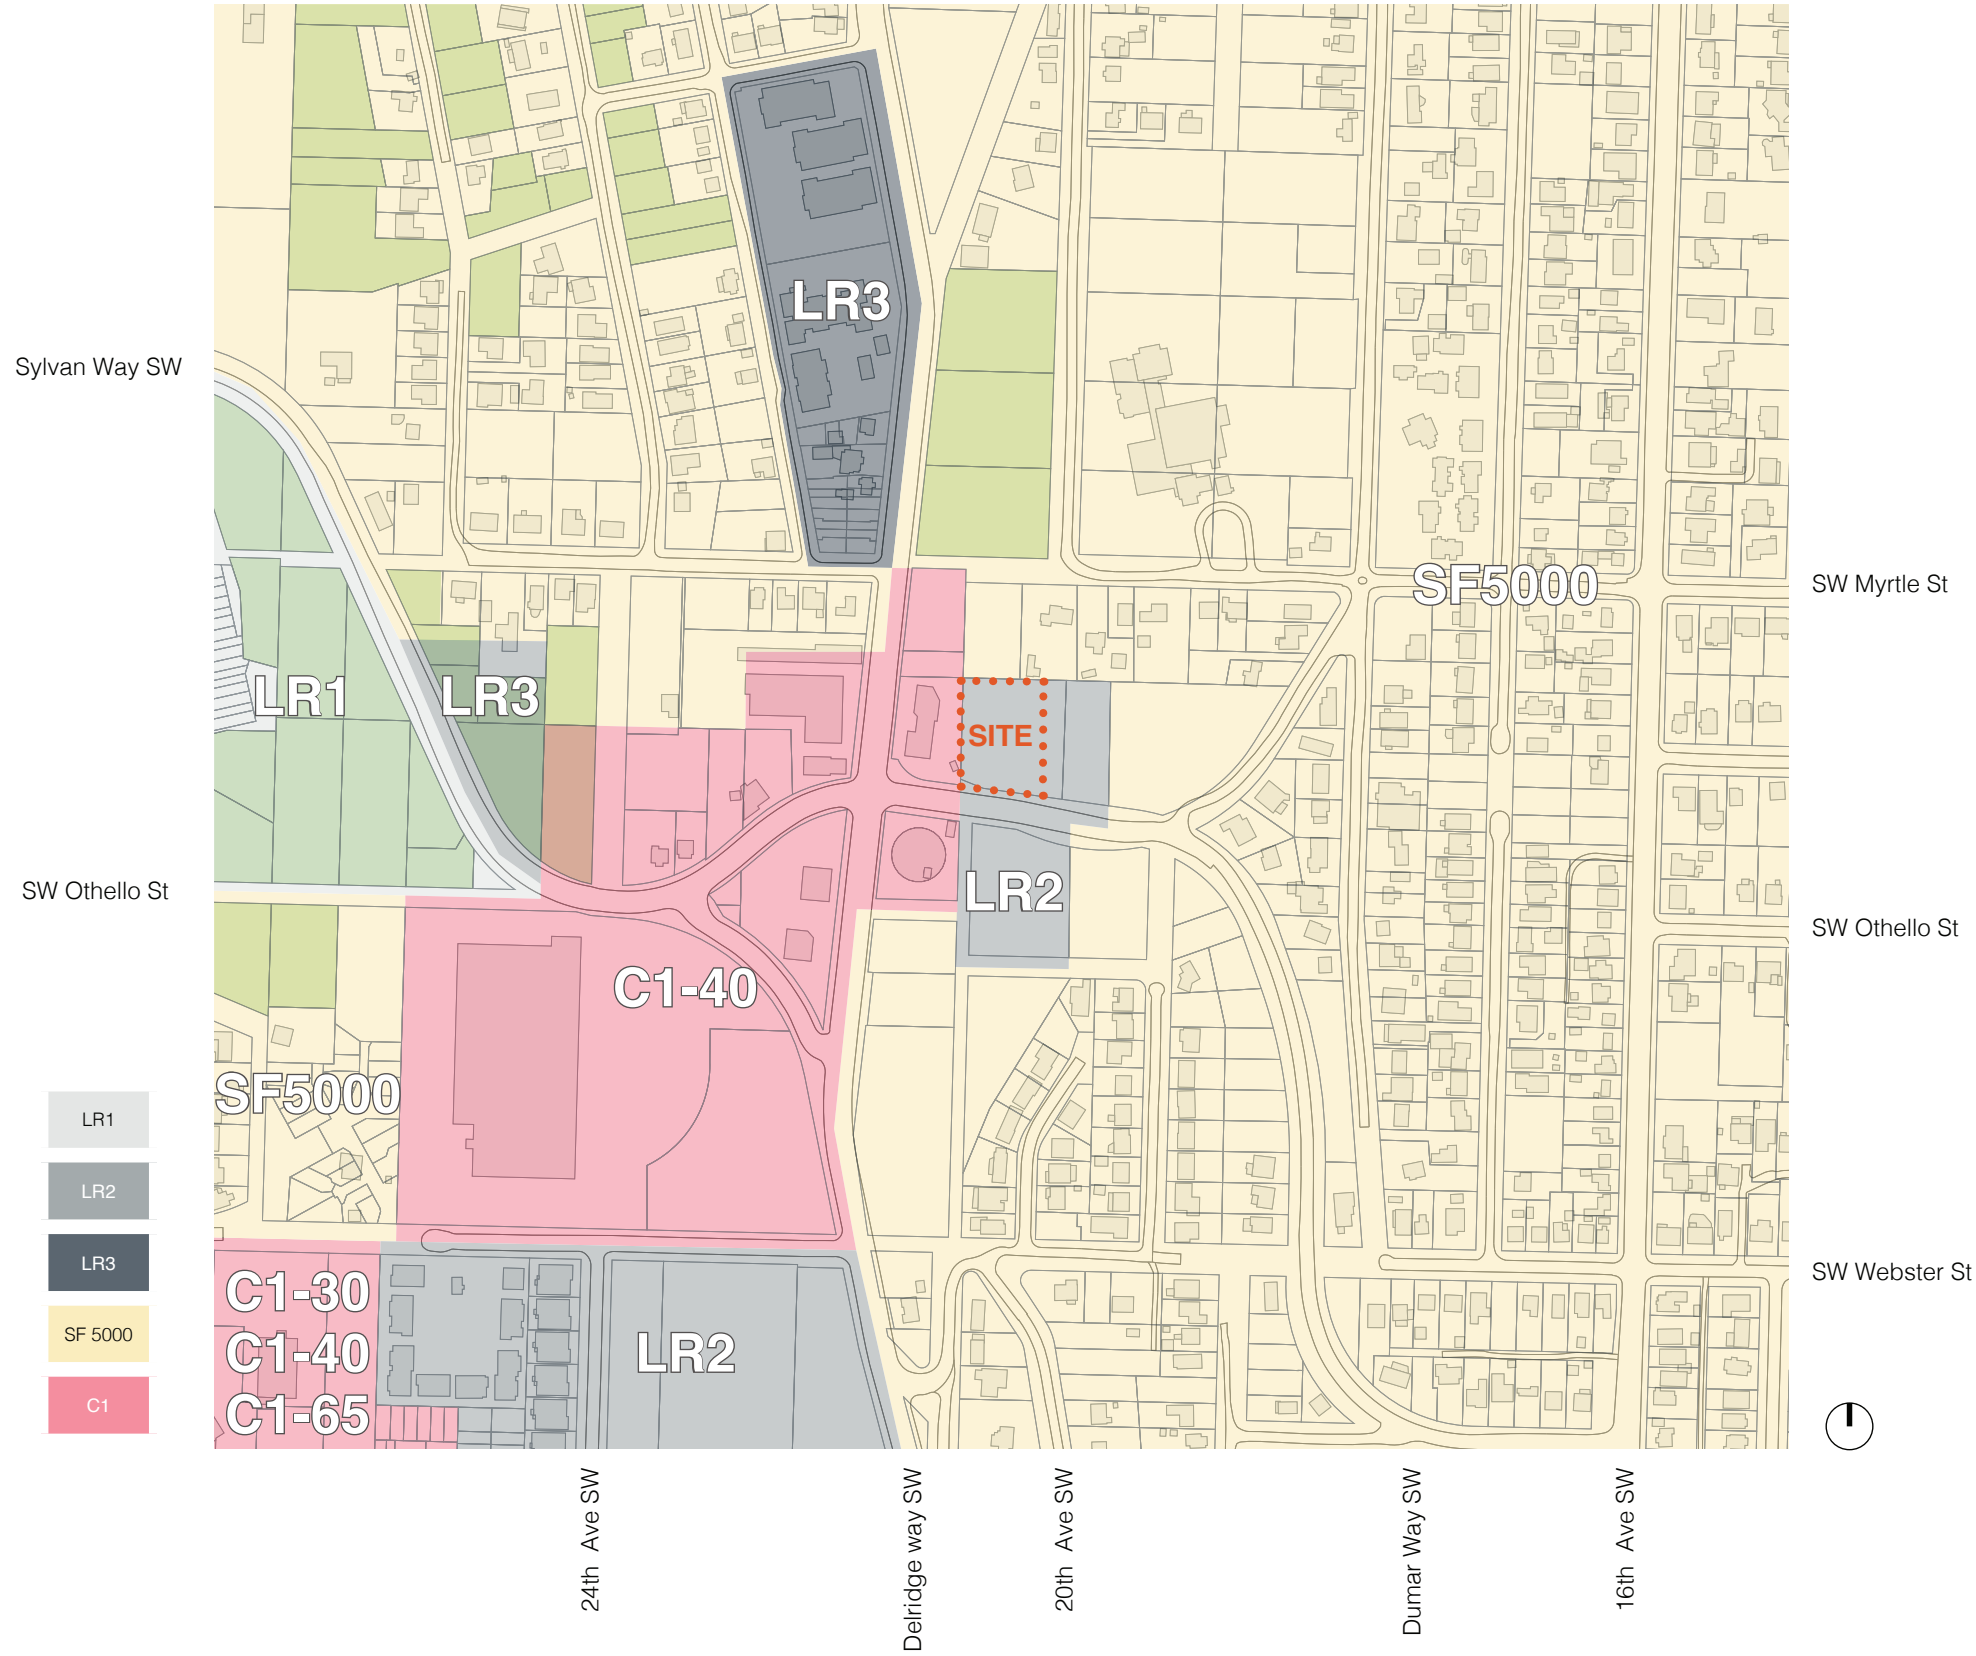 LR3
Sylvan Way SW
SF5000
SW Myrtle St
LR1
LR3
SITE
SW Othello St
LR2
SW Othello St
C1-40
SF5000
LR1
LR2
LR3
SF 5000
C1
SW Webster St
C1-30
C1-40
C1-65
LR2
24th Ave SW
Delridge way SW
20th Ave SW
Dumar Way SW
16th Ave SW